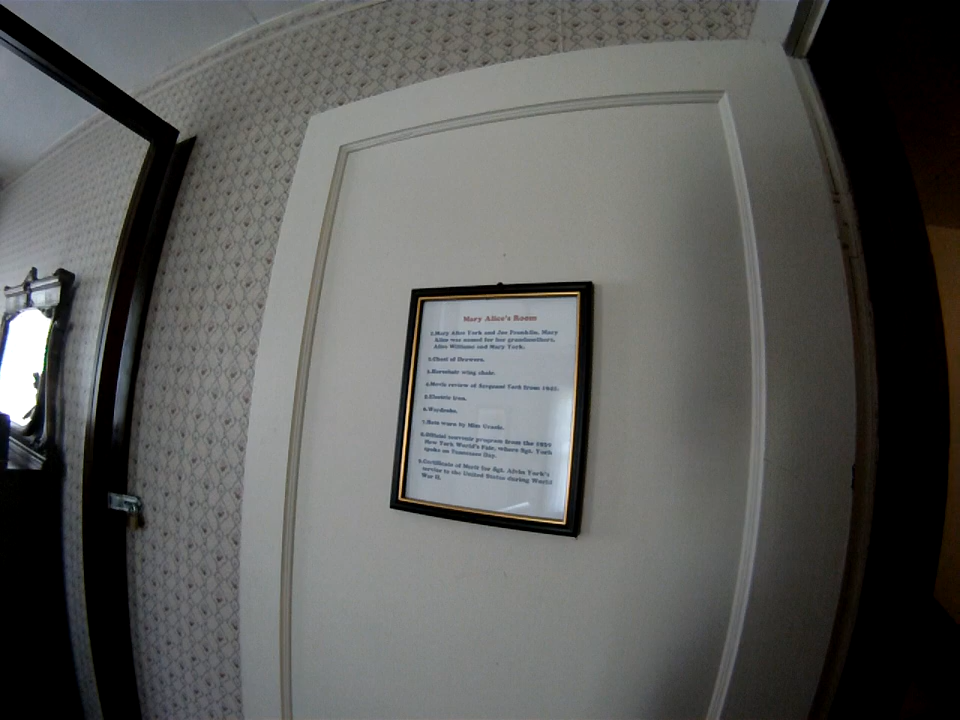 Mary Alice's Room
1.Mary Alice York and Joe Franklin. Mary
Alice was named for her grandmothers,
Alice Williams and Mary York.
2.Chest of Drawers.
3.Horsehair wing chair.
4.Movie review of Sergeant York from 1941.
5.Electric iron.
6.Wardrobe.
7.Hats worn by Miss Gracie.
8.Official souvenir program from the 1939
New York World's Fair, where Sgt. York
spoke on Tennessee Day.
9.Certificate of Merit for Sgt. Alvin York's
service to the United States during World
War II.